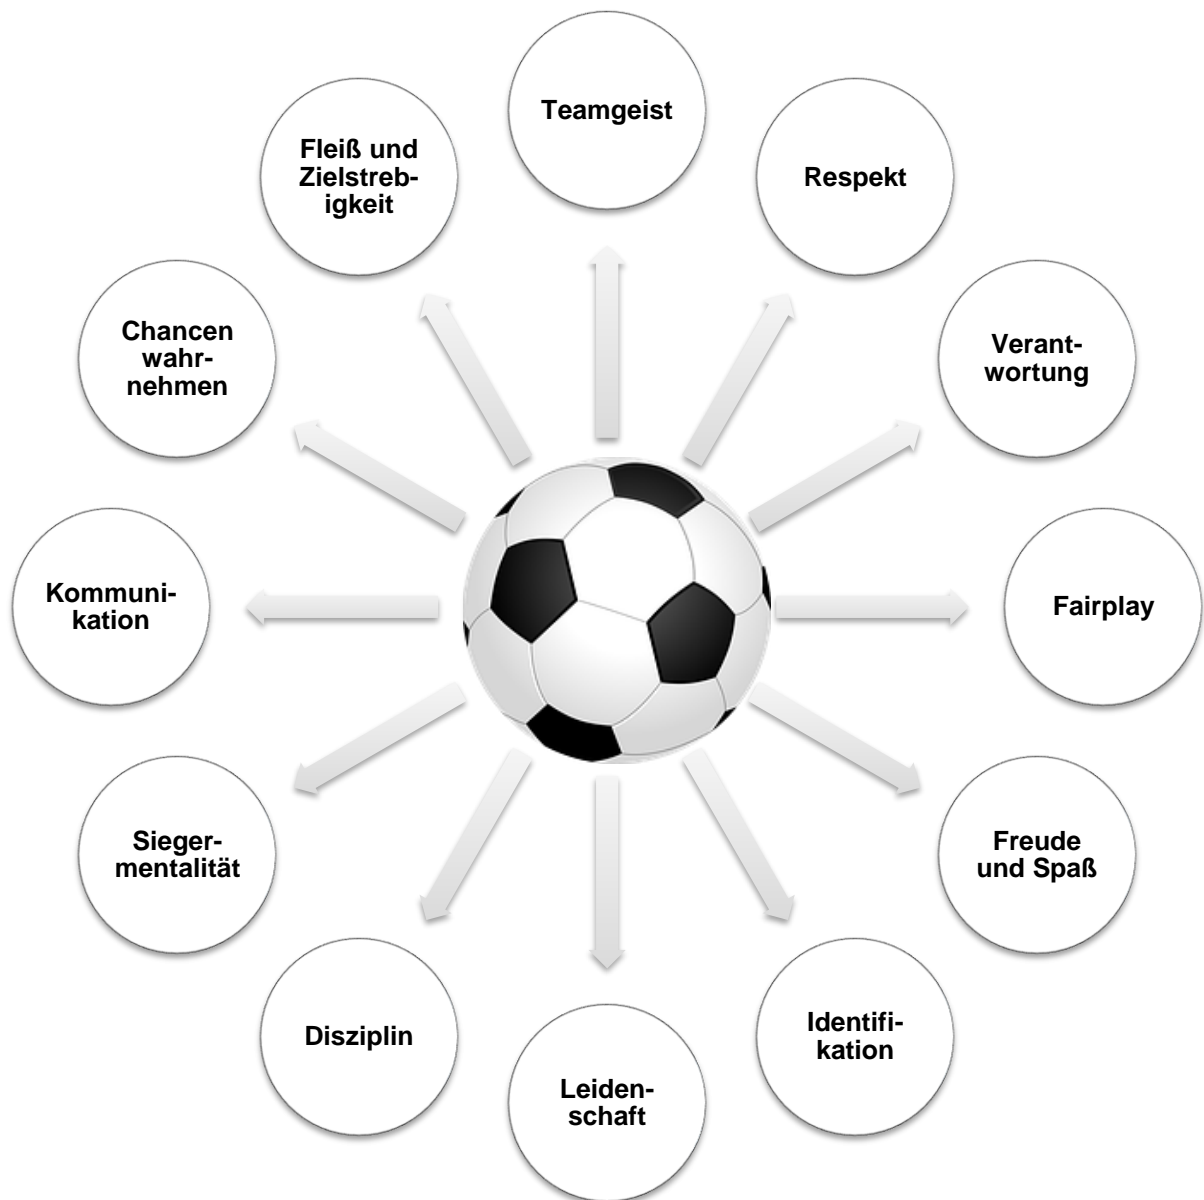 Teamgeist
Respekt
Verant-
wortung
Fairplay
Freude
und Spaß
Identifi-
kation
Leiden-
schaft
Disziplin
Sieger-
mentalität
Kommuni-
kation
Chancen
wahr-
nehmen
Fleiß und
Zielstreb-
igkeit